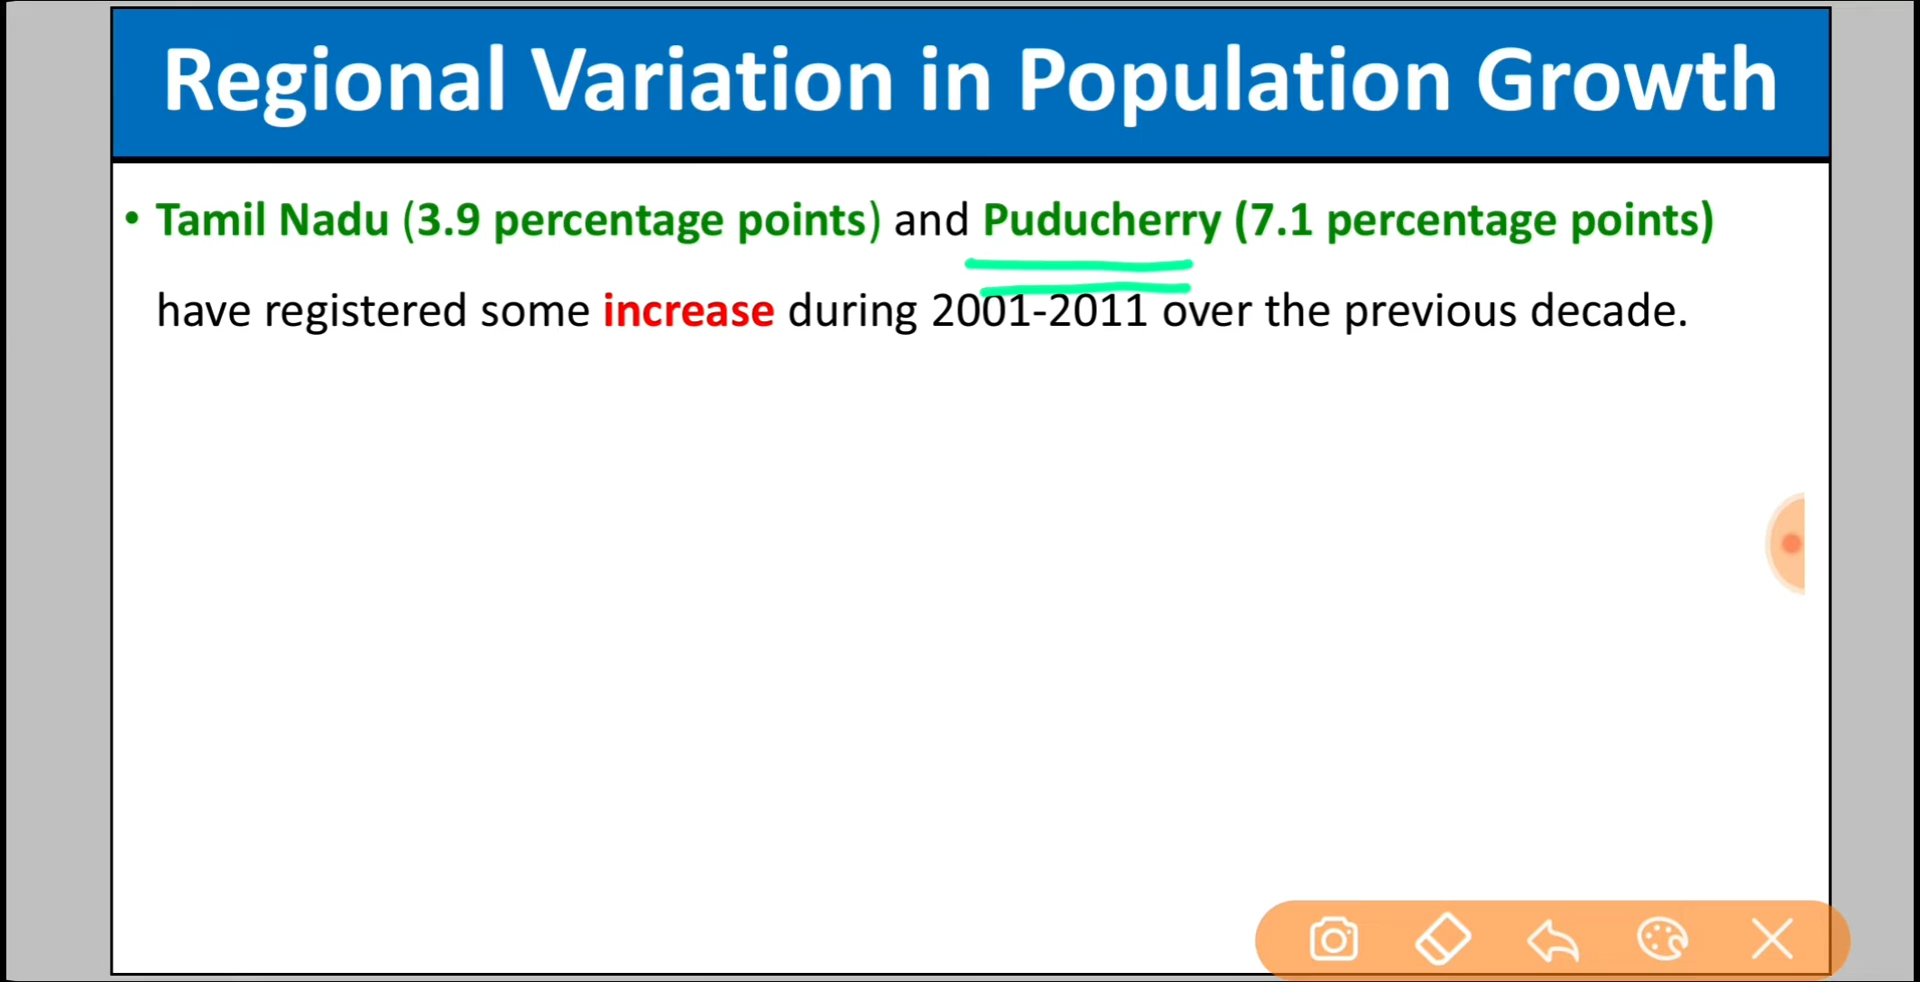 Regional Variation in Population Growth
• Tamil Nadu (3.9 percentage points) and Puducherry (7.1 percentage points)
have registered some increase during 2001-2011 over the previous decade.